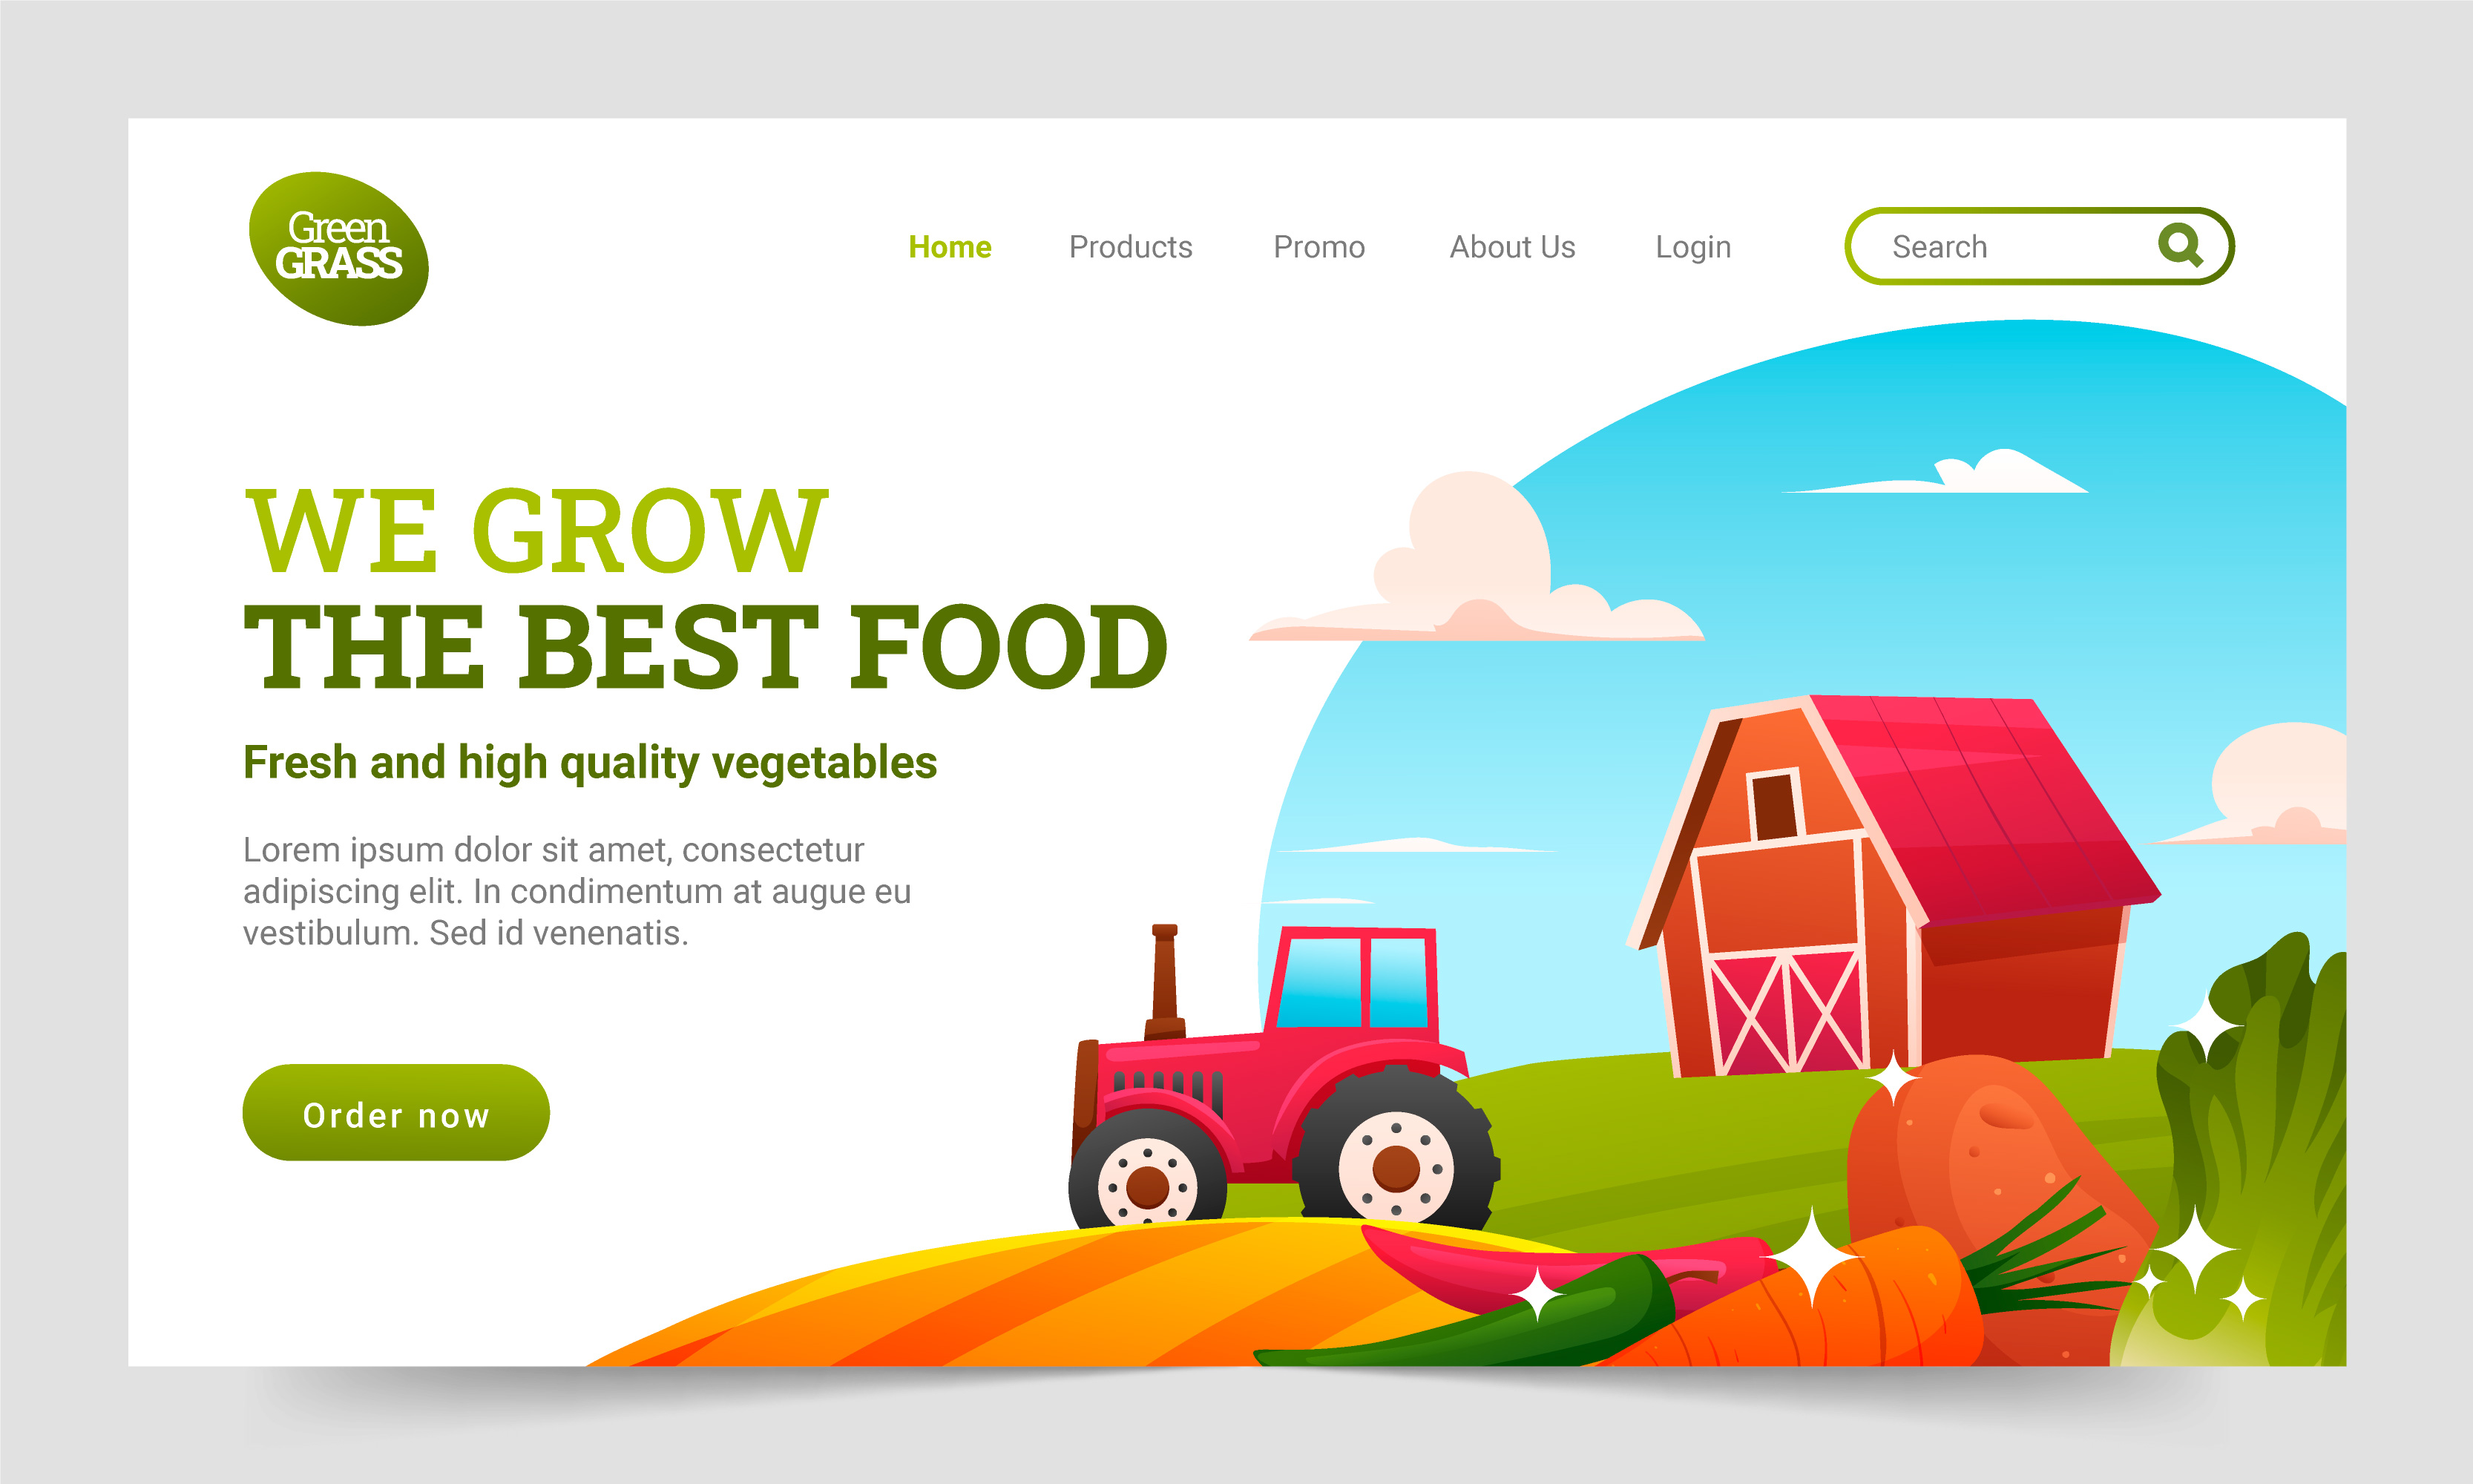 Green
GRASS
Home
Products
Promo
About Us
Login
Search
WE GROW
THE BEST FOOD
Fresh and high quality vegetables
Lorem ipsum dolor sit amet, consectetur
adipiscing elit. In condimentum at augue eu
vestibulum. Sed id venenatis.
Order now